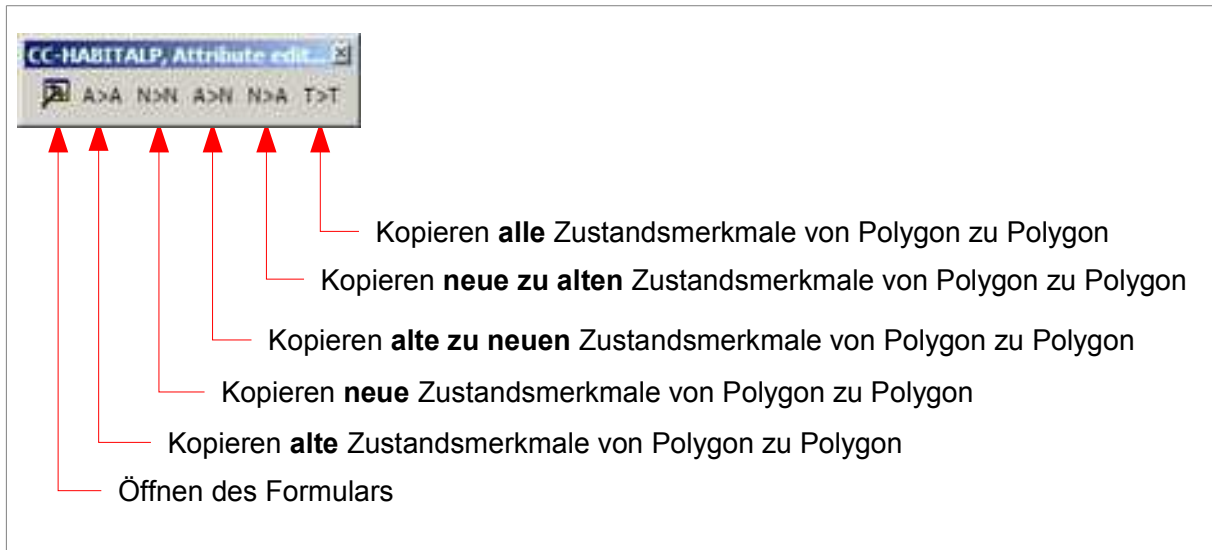 CC-HABITALP, Attribute edit...
A>A N>N A>N N>A T>T
Kopieren alle Zustandsmerkmale von Polygon zu Polygon
Kopieren neue zu alten Zustandsmerkmale von Polygon zu Polygon
Kopieren alte zu neuen Zustandsmerkmale von Polygon zu Polygon
Kopieren neue Zustandsmerkmale von Polygon zu Polygon
Kopieren alte Zustandsmerkmale von Polygon zu Polygon
Öffnen des Formulars